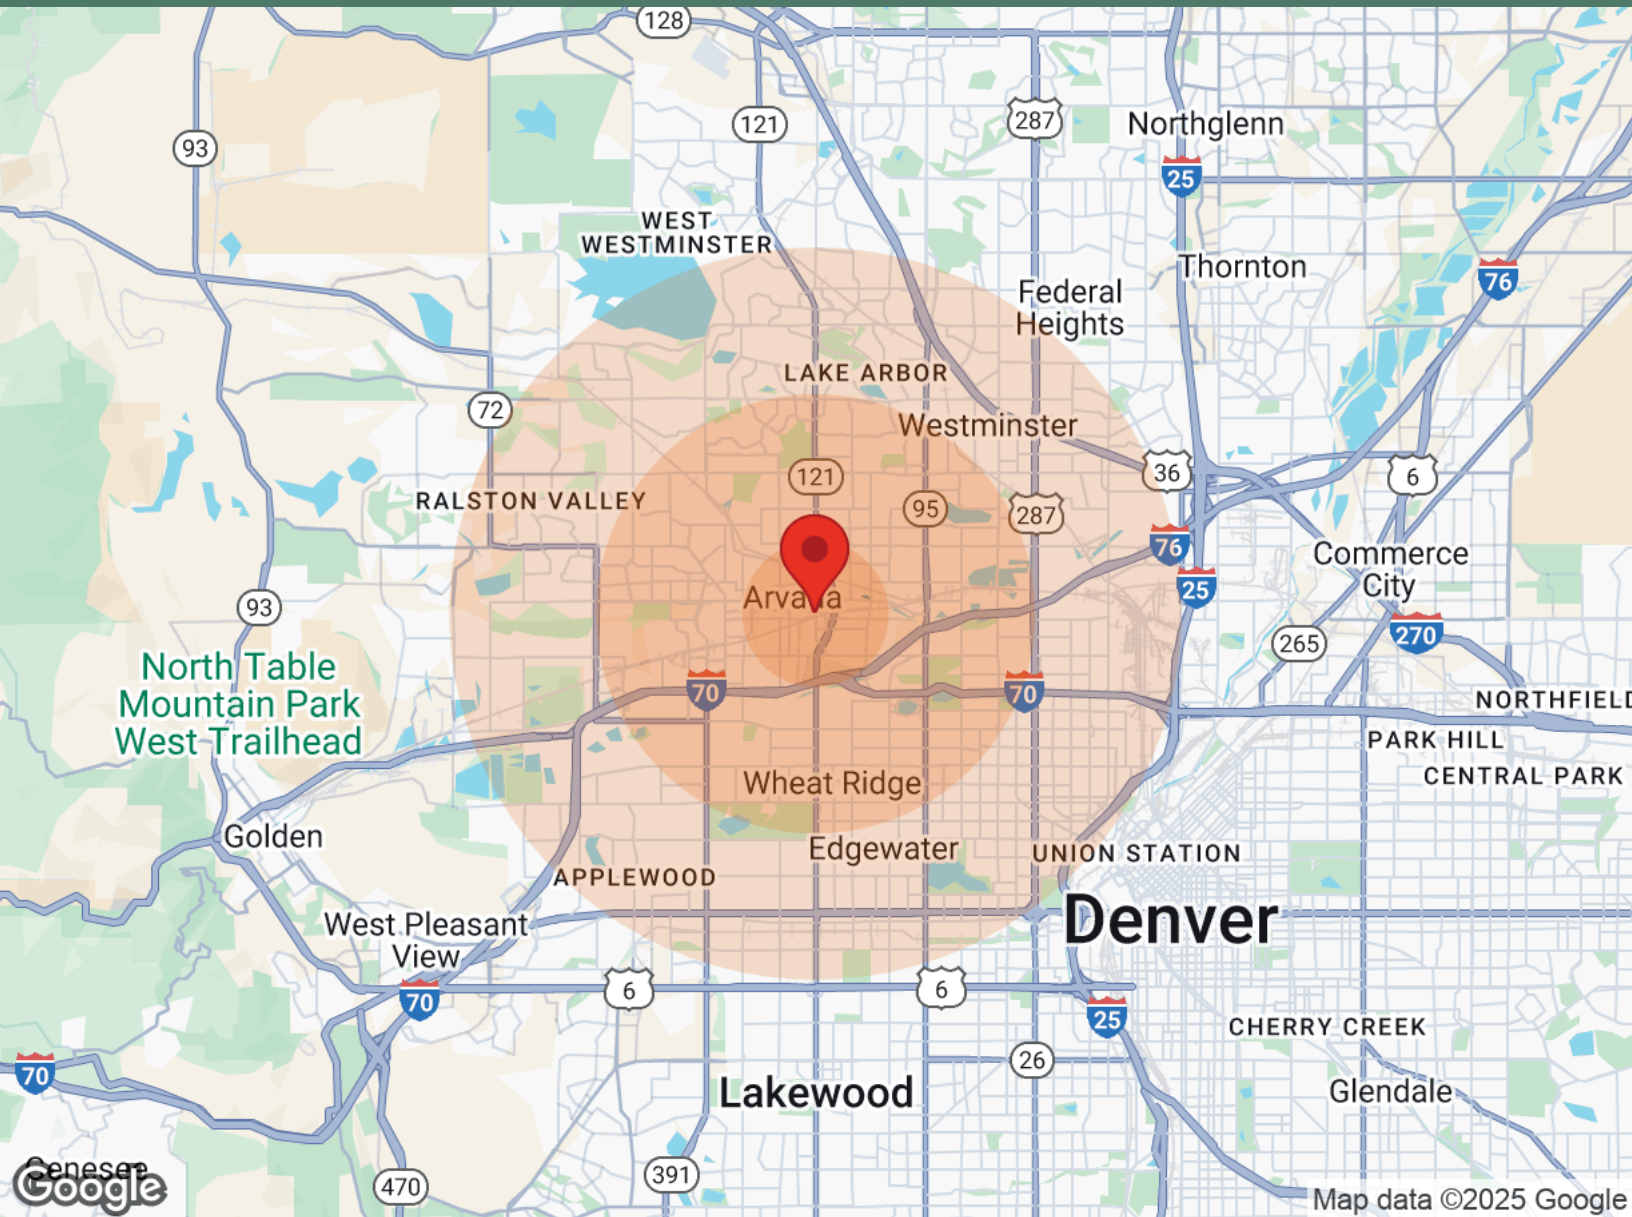 128
121
287
Northglenn
93
25
WEST
WESTMINSTER
Thornton
76
Federal
Heights
LAKE ARBOR
72
Westminster
36
6
121
RALSTON VALLEY
95
287
76
Commerce
City
25
Arvada
93
265
270
North Table
Mountain Park
West Trailhead
70
70
NORTHFIELD
PARK HILL
CENTRAL PARK
Wheat Ridge
Golden
Edgewater
UNION STATION
APPLEWOOD
West Pleasant
View
Denver
70
6
6
25
CHERRY CREEK
26
70
Lakewood
Glendale
Genesee
391
470
Google
Map data ©2025 Google